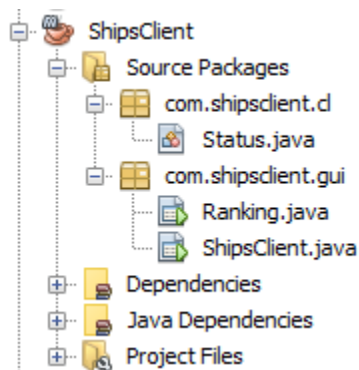 ShipsClient
Source Packages
com.shipsclient.cl
Status.java
com.shipsclient.gui
Ranking.java
ShipsClient.java
Dependencies
Java Dependencies
Project Files